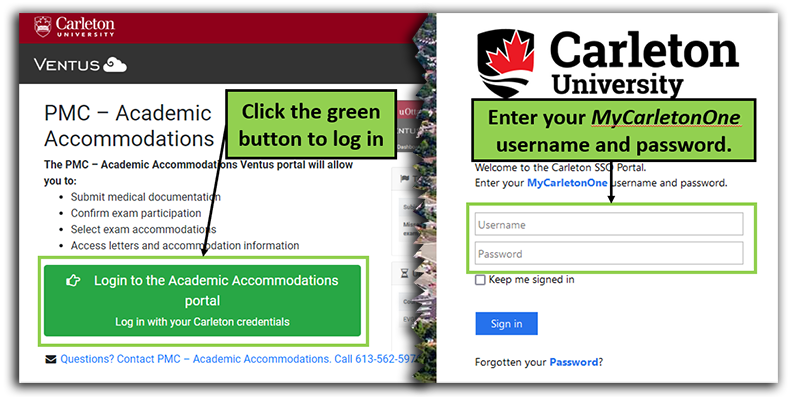 Carleton
UNIVERSITY
VENTUS
PMC – Academic
Accommodations
Click the green
button to log in
The PMC – Academic Accommodations Ventus portal will allow
you to:
• Submit medical documentation
• Confirm exam participation
• Select exam accommodations
• Access letters and accommodation information
Login to the Academic Accommodations
portal
Log in with your Carleton credentials
Questions? Contact PMC – Academic Accommodations. Call 613-562-597
Carleton
University
Enter your MyCarletonOne
username and password.
Welcome to the Carleton SSO Portal.
Enter your MyCarletonOne username and password.
Username
Password
Keep me signed in
Sign in
Forgotten your Password?